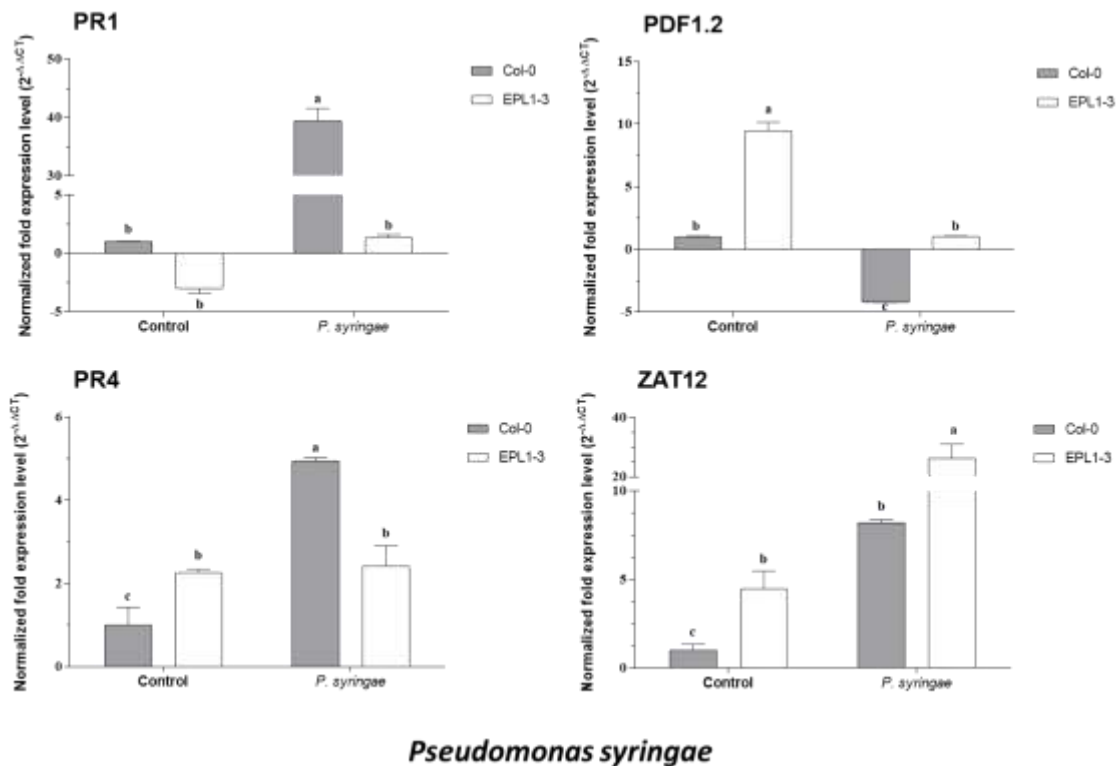 PR1
Normalized fold expression level (2^-ΔΔCT)
50
40
30
5
0
-5
a
b
b
b
Control
P. syringae
Col-0
EPL1-3
PDF1.2
Normalized fold expression level (2^-ΔΔCT)
15
10
5
0
-5
a
b
b
c
Control
P. syringae
Col-0
EPL1-3
PR4
Normalized fold expression level (2^-ΔΔCT)
6
4
2
0
c
b
a
b
Control
P. syringae
Col-0
EPL1-3
ZAT12
Normalized fold expression level (2^-ΔΔCT)
40
20
10
5
0
c
b
b
a
Control
P. syringae
Col-0
EPL1-3
Pseudomonas syringae